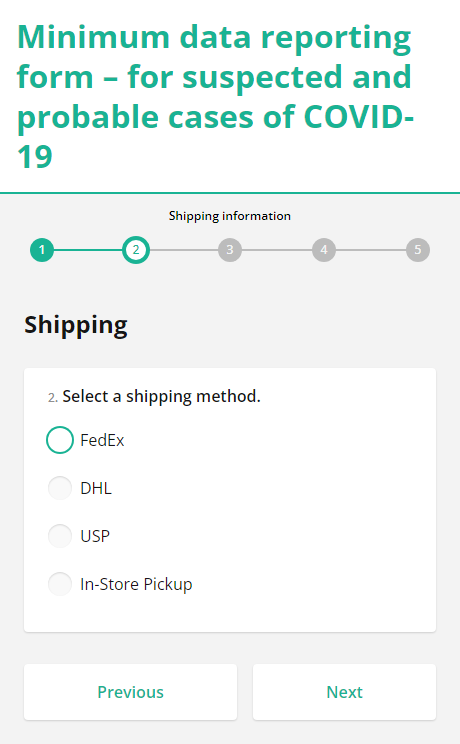 Minimum data reporting
form – for suspected and
probable cases of COVID-
19
Shipping information
1 2 3 4 5
Shipping
2. Select a shipping method.
FedEx
DHL
USP
In-Store Pickup
Previous Next